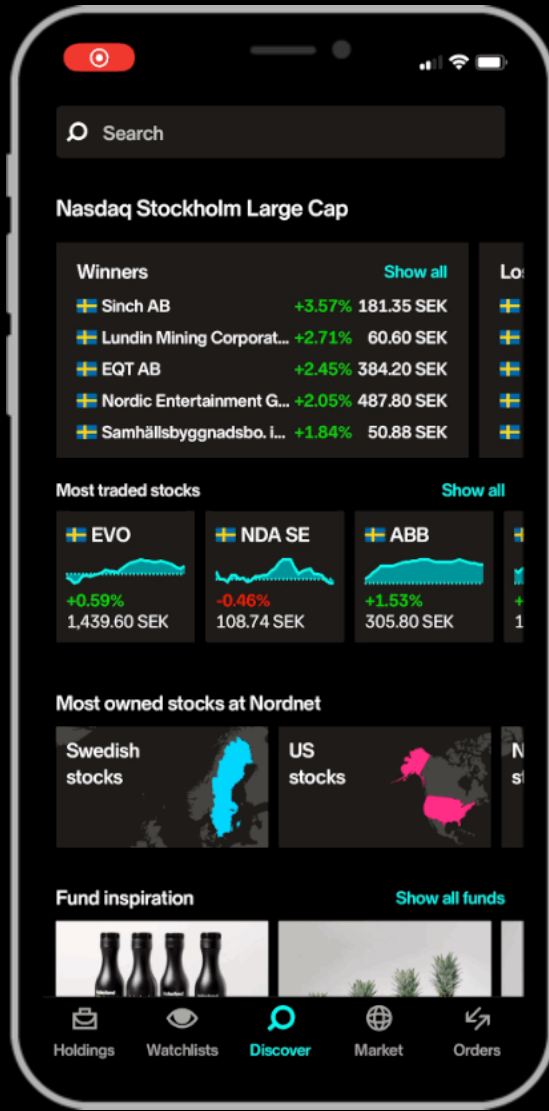 Search
Nasdaq Stockholm Large Cap
Winners Show all
Sinch AB +3.57% 181.35 SEK
Lundin Mining Corporat... +2.71% 60.60 SEK
EQT AB +2.45% 384.20 SEK
Nordic Entertainment G... +2.05% 487.80 SEK
Samhällsbyggnadsbo. i... +1.84% 50.88 SEK
Most traded stocks Show all
EVO
+0.59%
1,439.60 SEK
NDA SE
-0.46%
108.74 SEK
ABB
+1.53%
305.80 SEK
Most owned stocks at Nordnet
Swedish
stocks
US
stocks
Fund inspiration Show all funds
Holdings Watchlists Discover Market Orders